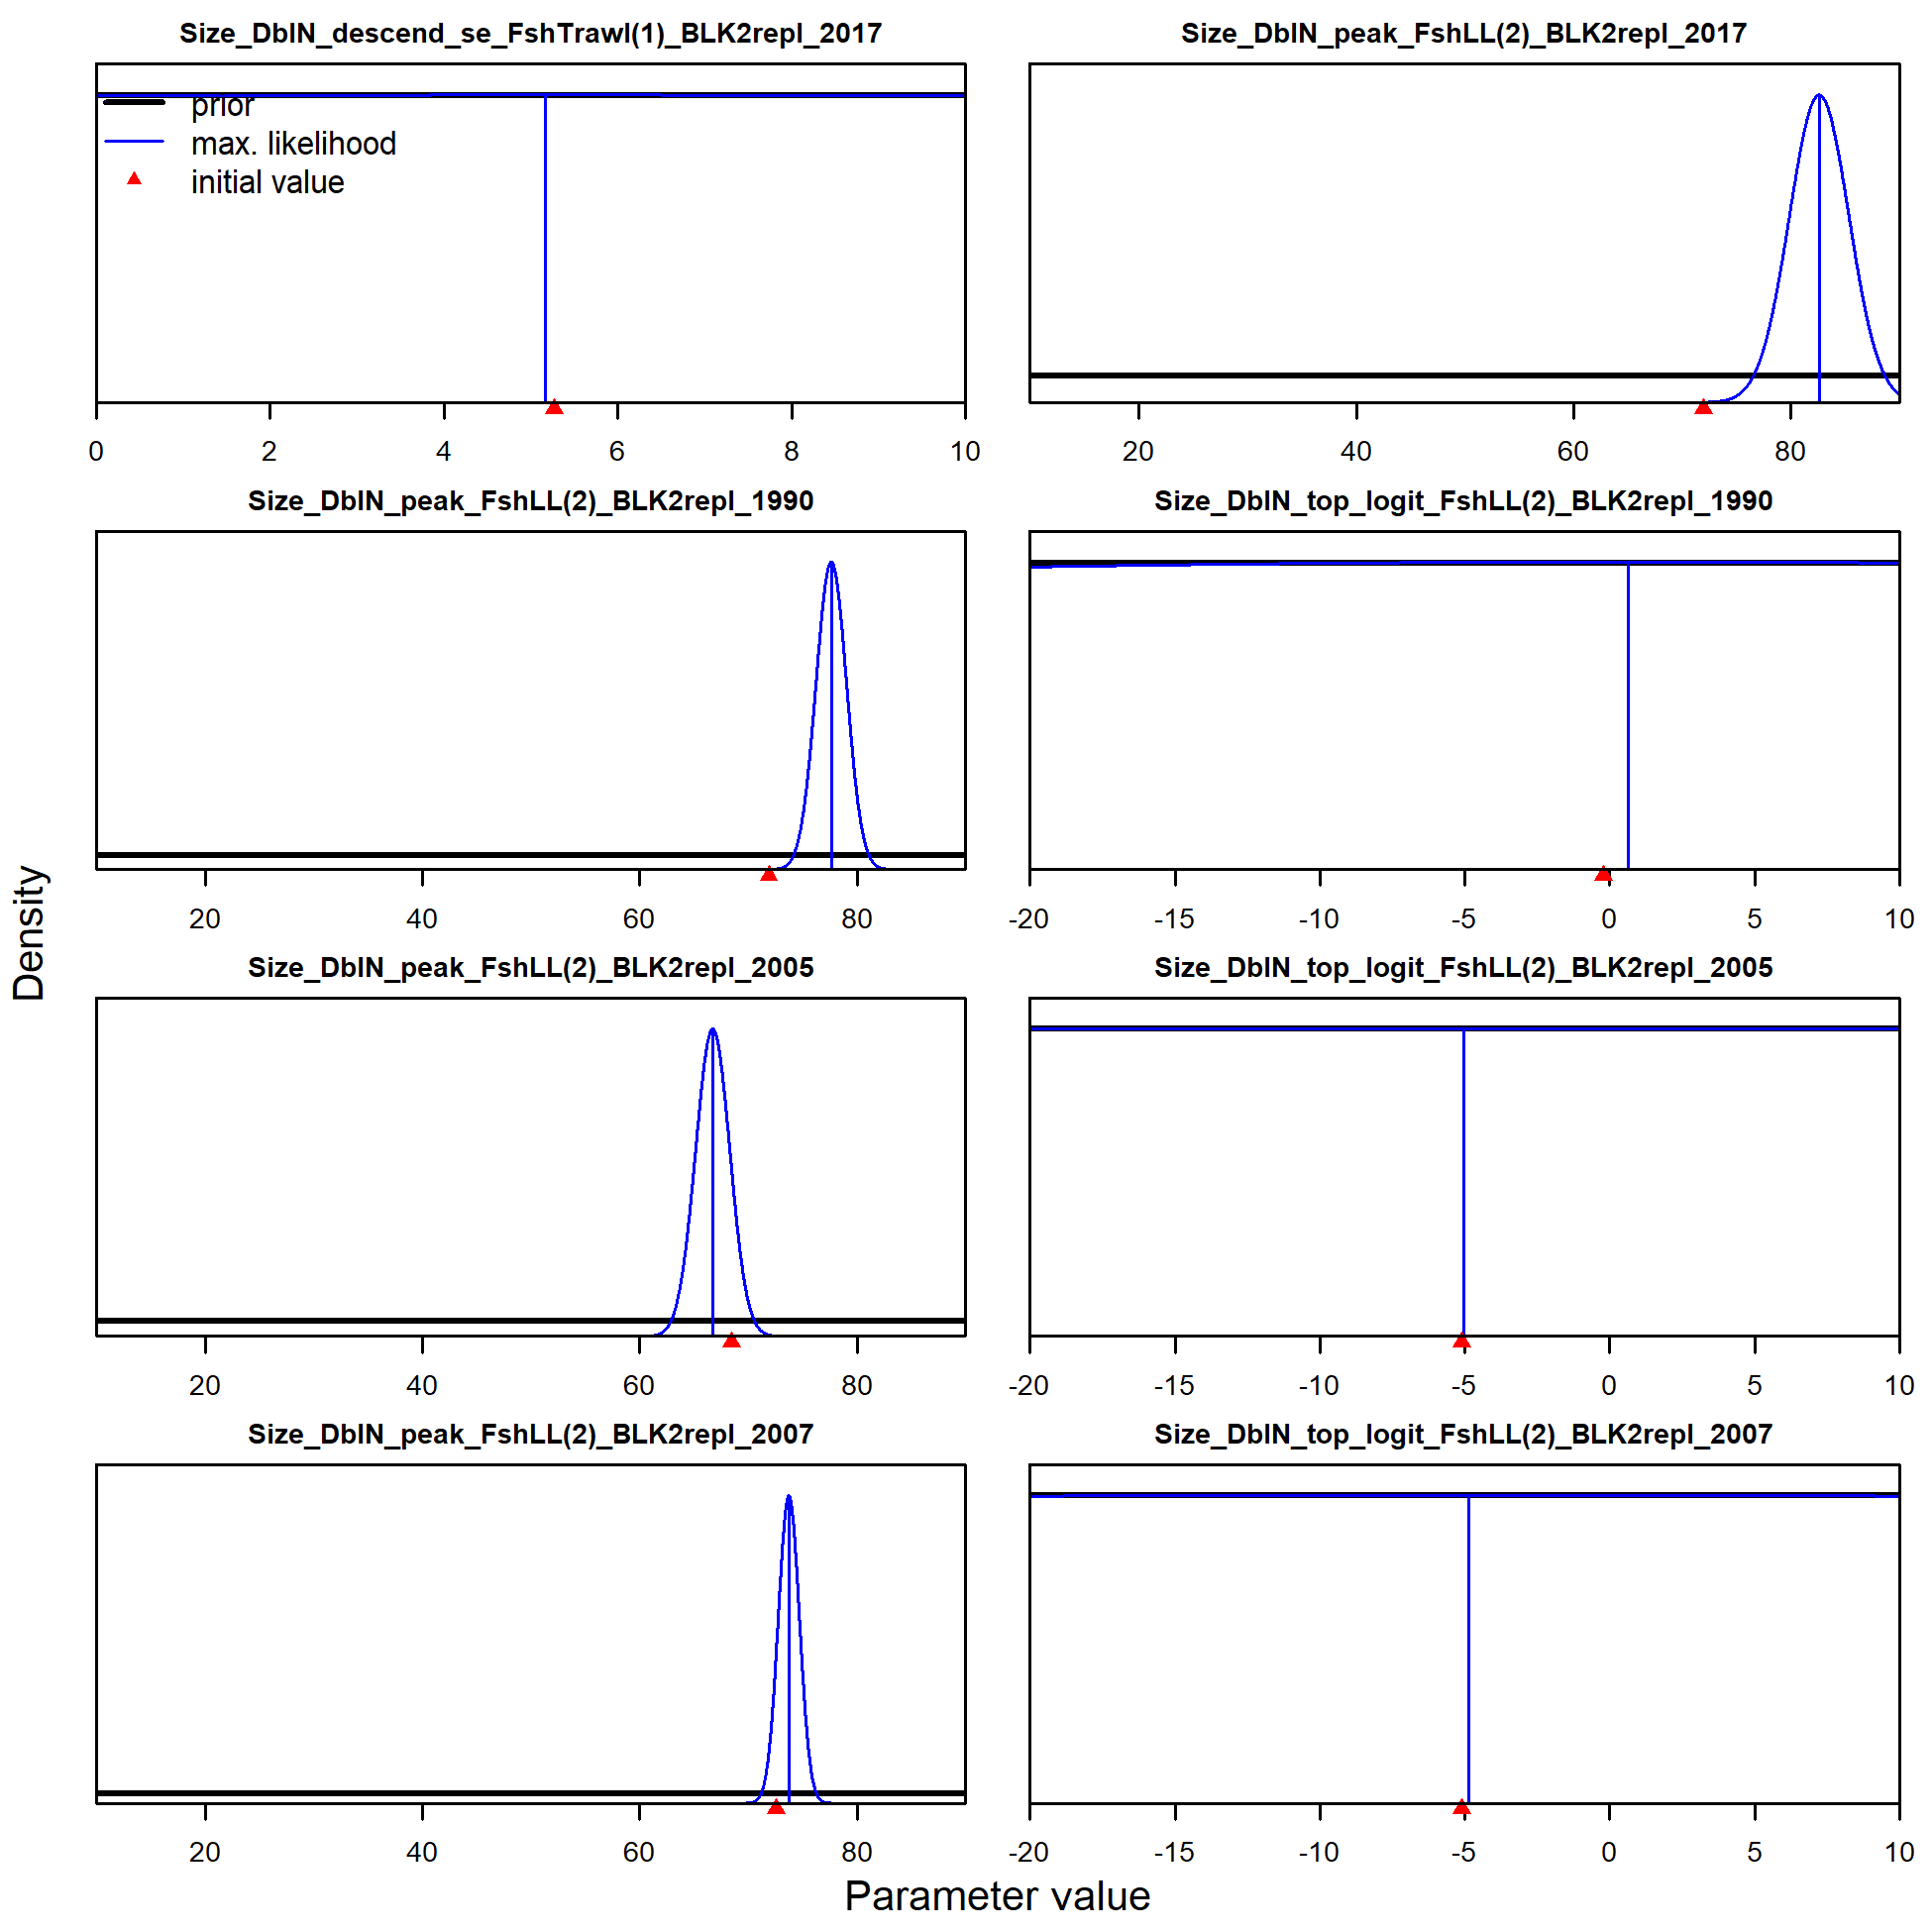 Size_DblN_descend_se_FshTrawl(1)_BLK2repl_2017
prior
max. likelihood
initial value
0 2 4 6 8 10
Size_DblN_peak_FshLL(2)_BLK2repl_2017
20 40 60 80
Size_DblN_peak_FshLL(2)_BLK2repl_1990
20 40 60 80
Size_DblN_top_logit_FshLL(2)_BLK2repl_1990
-20 -15 -10 -5 0 5 10
Size_DblN_peak_FshLL(2)_BLK2repl_2005
20 40 60 80
Size_DblN_top_logit_FshLL(2)_BLK2repl_2005
-20 -15 -10 -5 0 5 10
Size_DblN_peak_FshLL(2)_BLK2repl_2007
20 40 60 80
Size_DblN_top_logit_FshLL(2)_BLK2repl_2007
-20 -15 -10 -5 0 5 10
Density
Parameter value